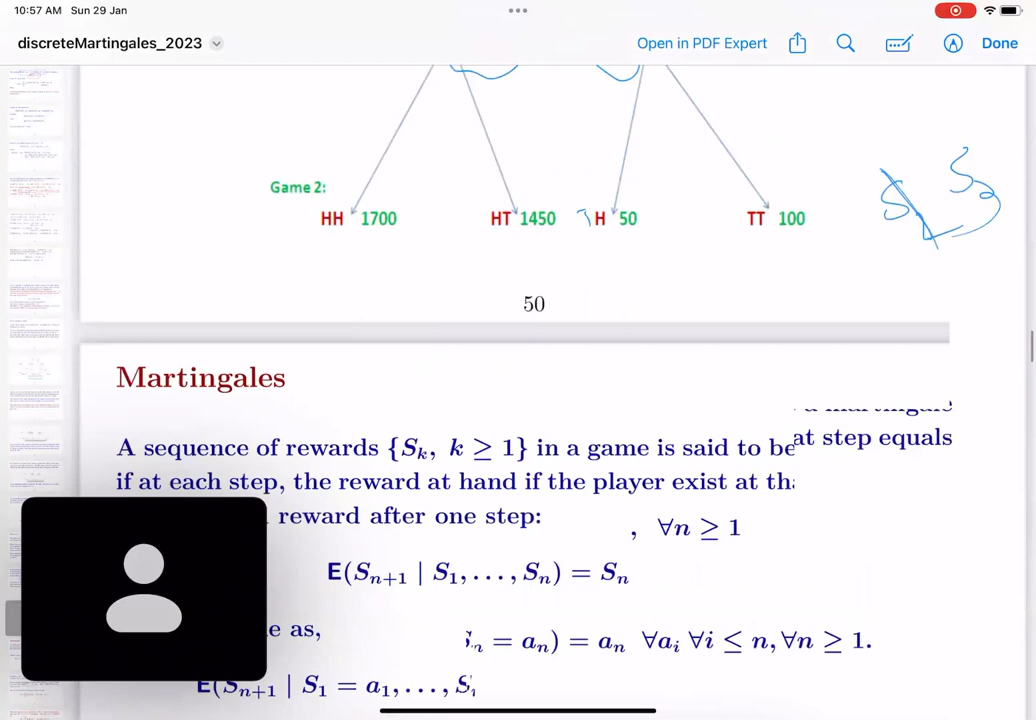 10:57 AM Sun 29 Jan
discreteMartingales_2023
Open in PDF Expert
Done
Game 2:
HH 1700 HT 1450 TH 50 TT 100
S₂
50
Martingales
A sequence of rewards {Sₖ, k ≥ 1} in a game is said to be
at step equals
if at each step, the reward at hand if the player exist at
reward after one step:
, ∀n ≥ 1
E(Sₙ₊₁ | S₁, . . . , Sₙ) = Sₙ
as,
ₙ = aₙ) = aₙ ∀aᵢ ∀i ≤ n, ∀n ≥ 1.
E(Sₙ₊₁ | S₁ = a₁, . . . , S